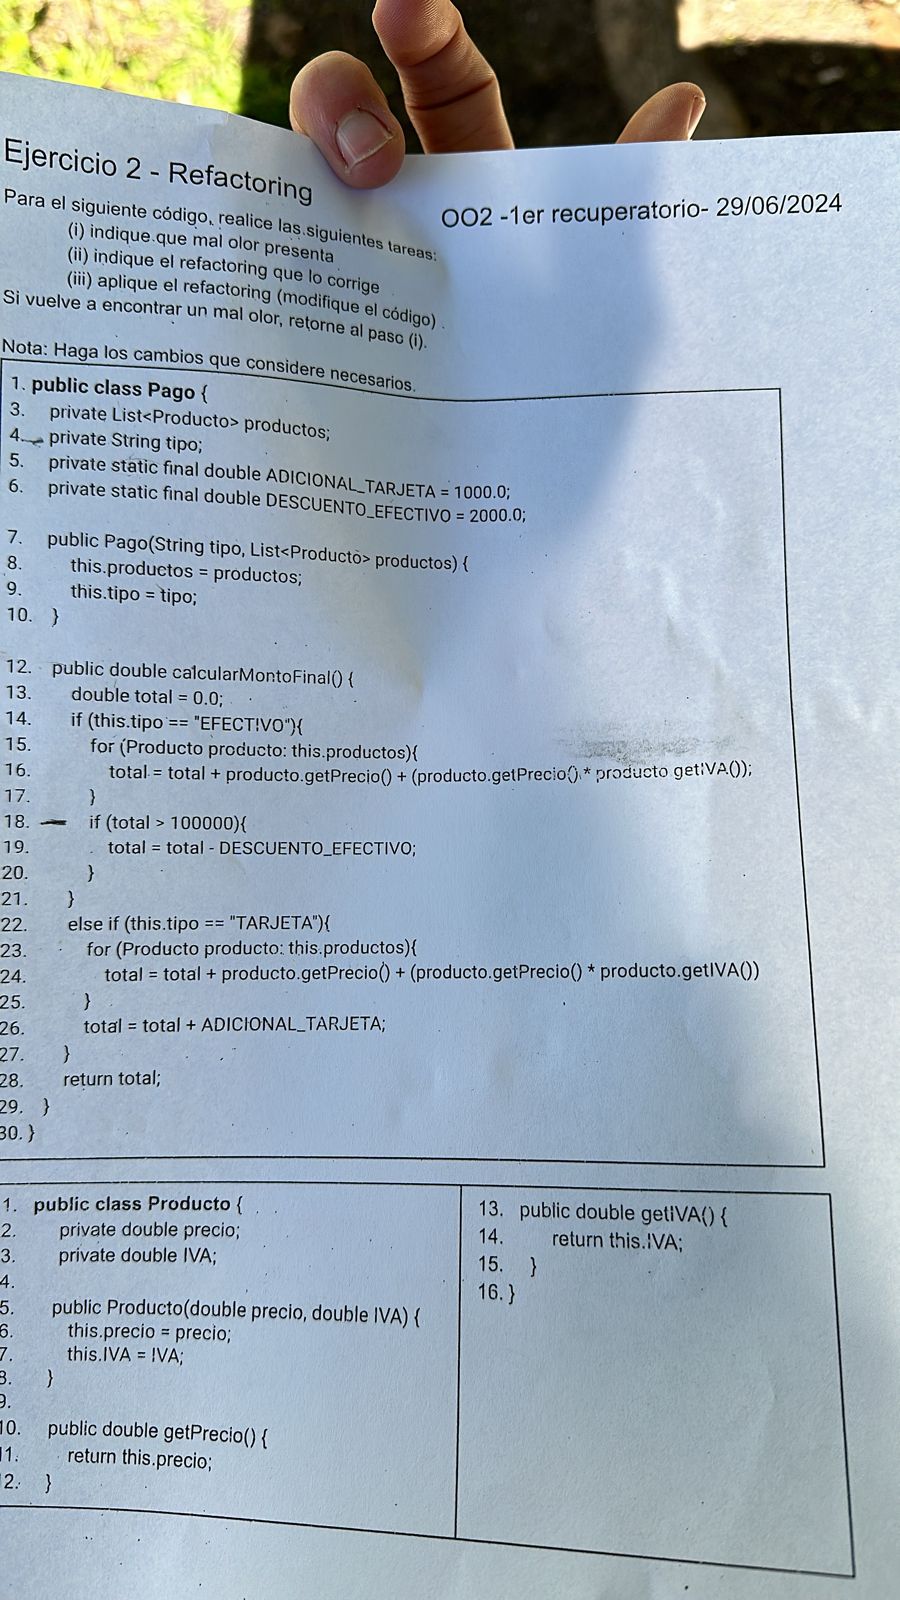 Ejercicio 2 - Refactoring
OO2 -1er recuperatorio- 29/06/2024
Para el siguiente código, realice las siguientes tareas:
(i) indique que mal olor presenta
(ii) indique el refactoring que lo corrige
(iii) aplique el refactoring (modifique el código)
Si vuelve a encontrar un mal olor, retorne al paso (i).
Nota: Haga los cambios que considere necesarios.
1. public class Pago {
3. private List<Producto> productos;
4. private String tipo;
5. private static final double ADICIONAL_TARJETA = 1000.0;
6. private static final double DESCUENTO_EFECTIVO = 2000.0;
7. public Pago(String tipo, List<Producto> productos) {
8. this.productos = productos;
9. this.tipo = tipo;
10. }
12. public double calcularMontoFinal() {
13. double total = 0.0;
14. if (this.tipo == "EFECTIVO"){
15. for (Producto producto: this.productos){
16. total = total + producto.getPrecio() + (producto.getPrecio() * producto.getIVA());
17. }
18. if (total > 100000){
19. total = total - DESCUENTO_EFECTIVO;
20. }
21. }
22. else if (this.tipo == "TARJETA"){
23. for (Producto producto: this.productos){
24. total = total + producto.getPrecio() + (producto.getPrecio() * producto.getIVA())
25. }
26. total = total + ADICIONAL_TARJETA;
27. }
28. return total;
29. }
30. }
1. public class Producto {
2. private double precio;
3. private double IVA;
4.
5. public Producto(double precio, double IVA) {
6. this.precio = precio;
7. this.IVA = IVA;
8. }
9.
10. public double getPrecio() {
11. return this.precio;
12. }
13. public double getIVA() {
14. return this.IVA;
15. }
16. }